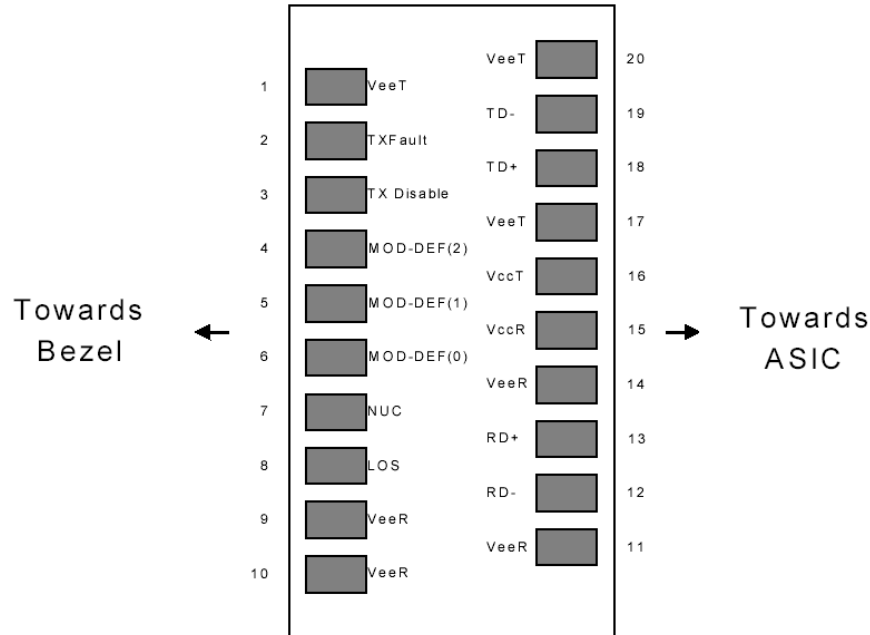 VeeT 20
1 VeeT
TD- 19
2 TXFault
TD+ 18
3 TX Disable
VeeT 17
4 MOD-DEF(2)
VccT 16
5 MOD-DEF(1)
Towards
Bezel
VccR 15
Towards
ASIC
6 MOD-DEF(0)
VeeR 14
7 NUC
RD+ 13
8 LOS
RD- 12
9 VeeR
VeeR 11
10 VeeR